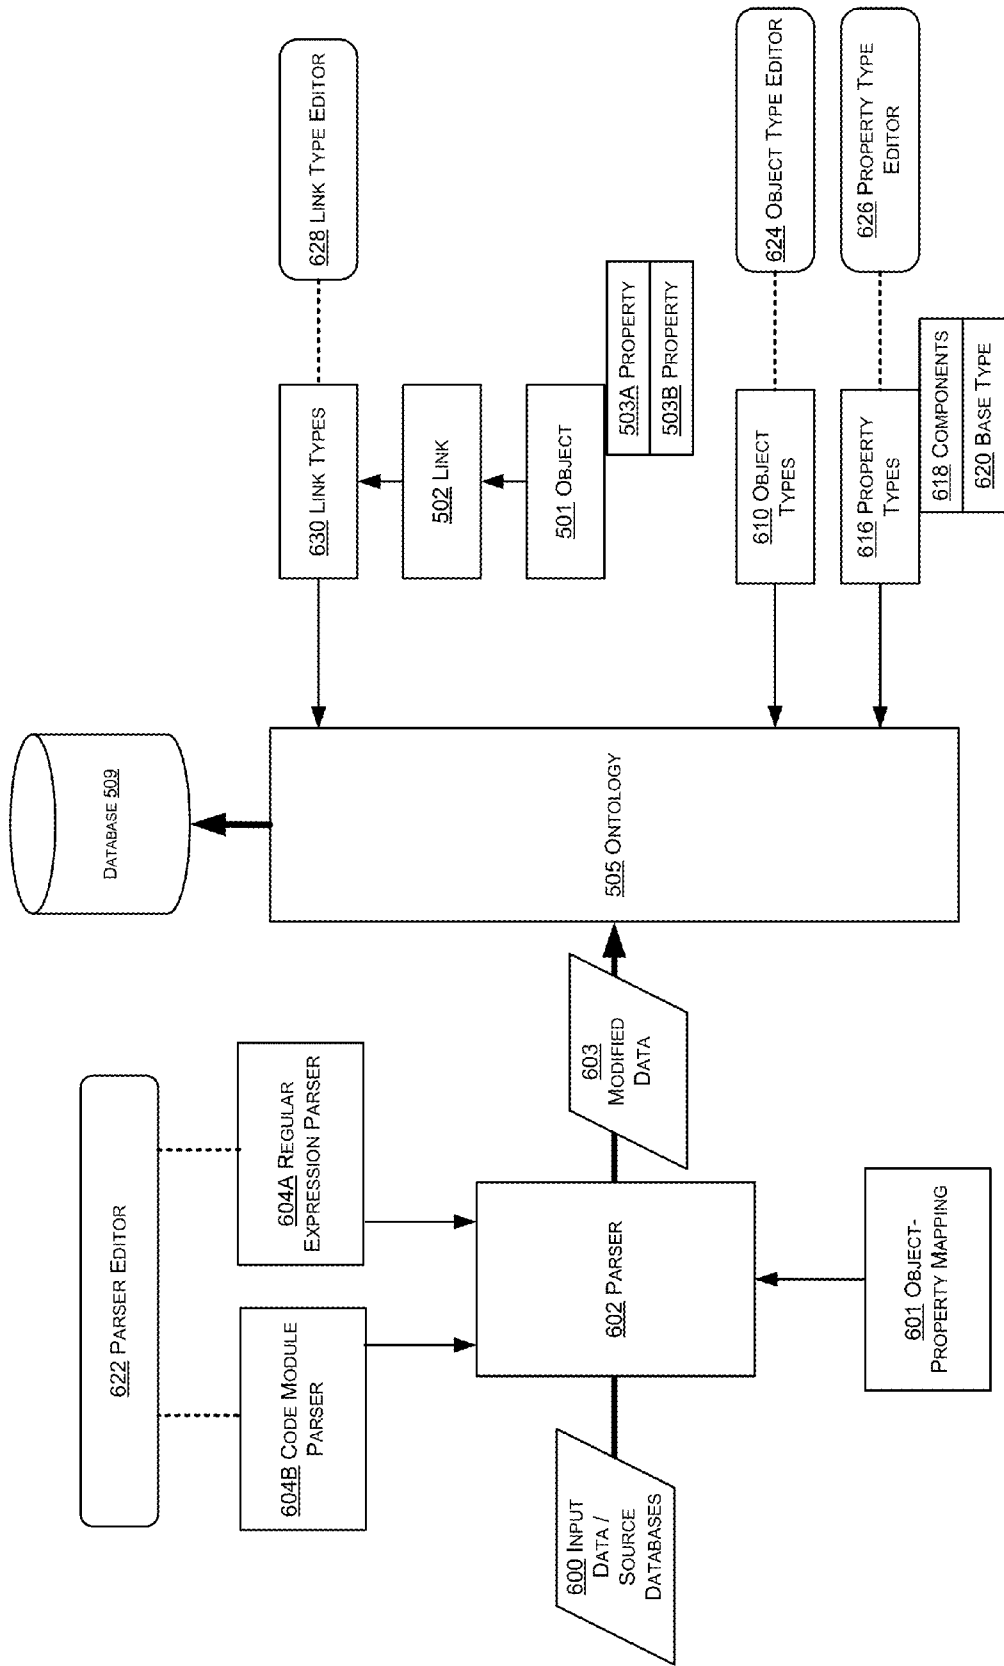 622 PARSER EDITOR
604B CODE MODULE
PARSER
604A REGULAR
EXPRESSION PARSER
DATABASE 509
630 LINK TYPES
628 LINK TYPE EDITOR
502 LINK
501 OBJECT
503A PROPERTY
503B PROPERTY
600 INPUT
DATA /
SOURCE
DATABASES
602 PARSER
603
MODIFIED
DATA
505 ONTOLOGY
601 OBJECT-
PROPERTY MAPPING
610 OBJECT
TYPES
624 OBJECT TYPE EDITOR
616 PROPERTY
TYPES
626 PROPERTY TYPE
EDITOR
618 COMPONENTS
620 BASE TYPE